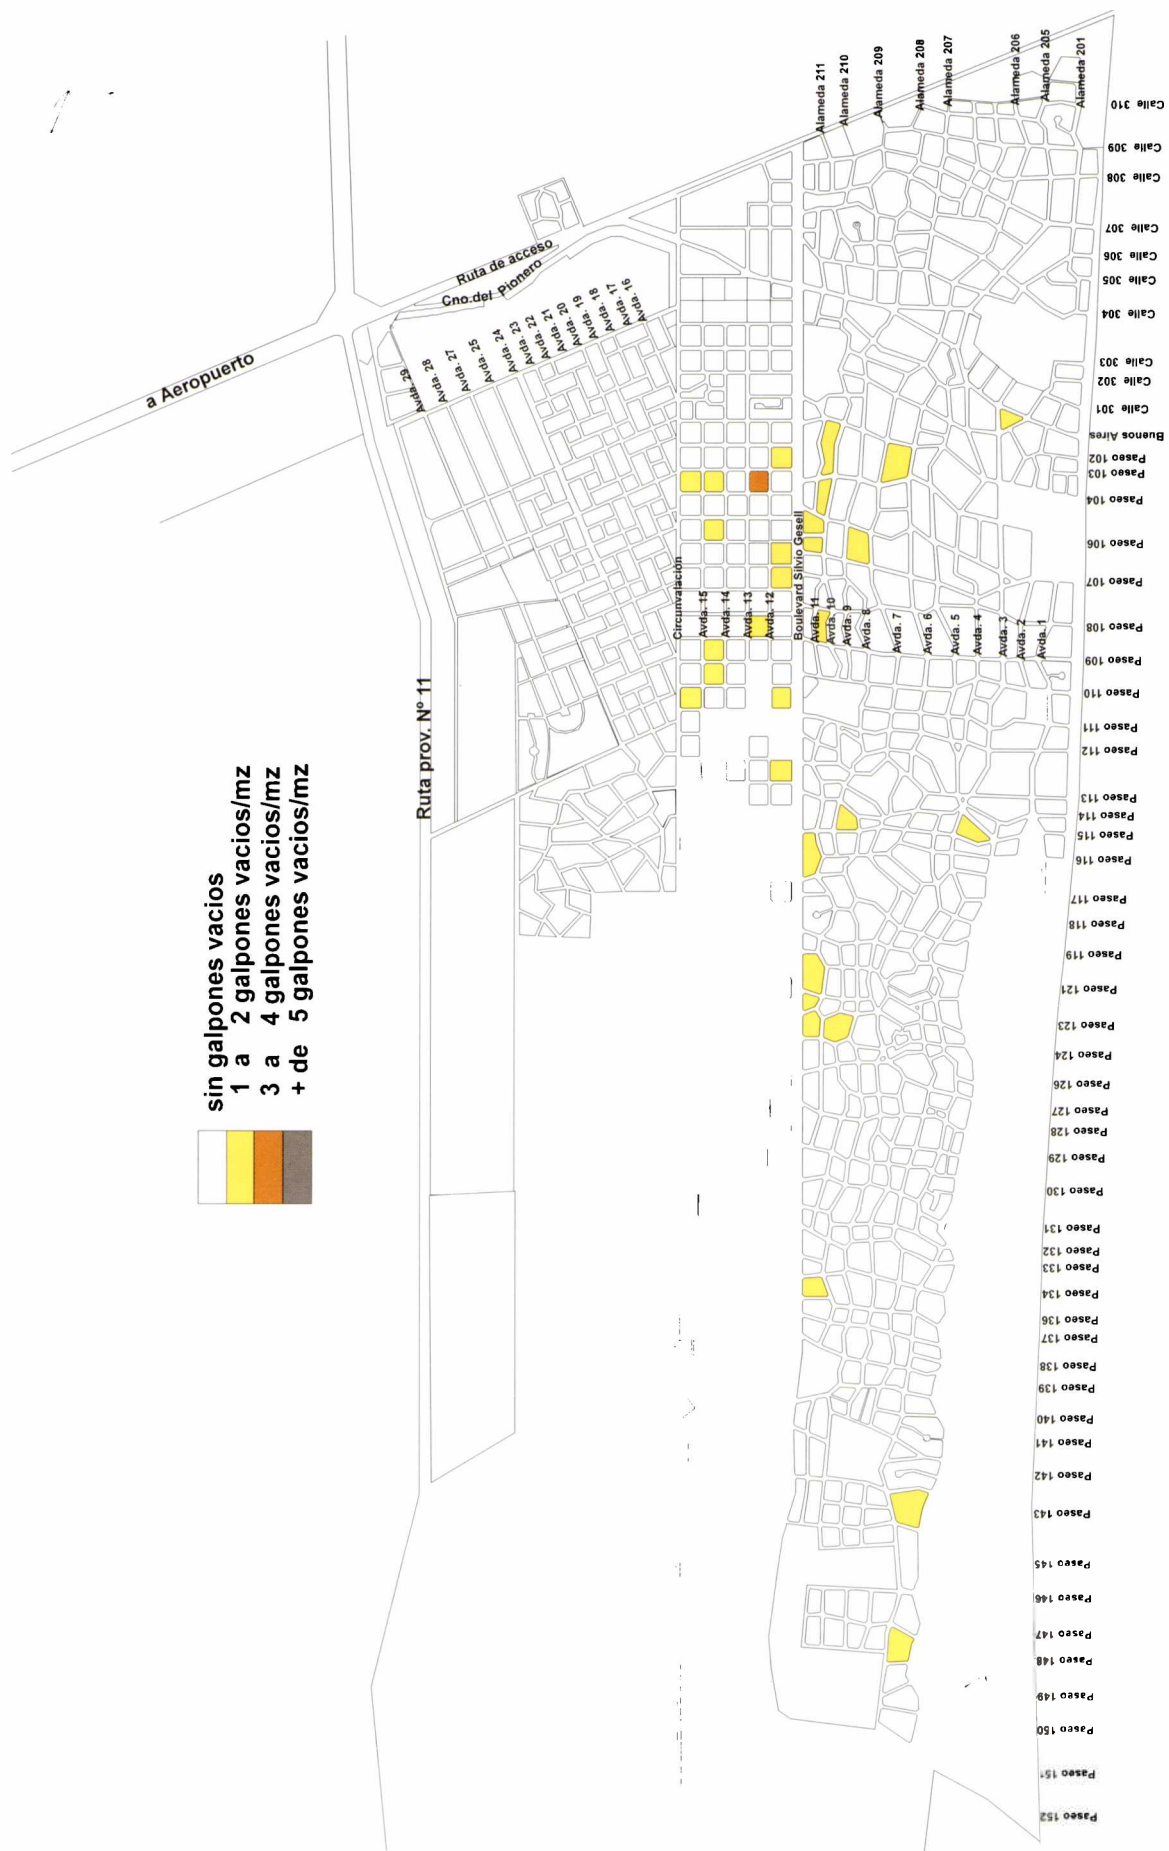 sin galpones vacios
1 a 2 galpones vacios/mz
3 a 4 galpones vacios/mz
+ de 5 galpones vacios/mz
a Aeropuerto
Ruta de acceso
Cno.del Pionero
Ruta prov. Nº 11
Avda. 29
Avda. 28
Avda. 27
Avda. 25
Avda. 24
Avda. 23
Avda. 22
Avda. 21
Avda. 20
Avda. 19
Avda. 18
Avda. 17
Avda. 16
Circunvalación
Avda. 15
Avda. 14
Avda. 13
Avda. 12
Boulevard Silvio Gesell
Avda. 11
Avda. 10
Avda. 9
Avda. 8
Avda. 7
Avda. 6
Avda. 5
Avda. 4
Avda. 3
Avda. 2
Avda. 1
Alameda 211
Alameda 210
Alameda 209
Alameda 208
Alameda 207
Alameda 206
Alameda 205
Alameda 201
Calle 310
Calle 309
Calle 308
Calle 307
Calle 306
Calle 305
Calle 304
Calle 303
Calle 302
Calle 301
Buenos Aires
Paseo 102
Paseo 103
Paseo 104
Paseo 106
Paseo 107
Paseo 108
Paseo 109
Paseo 110
Paseo 111
Paseo 112
Paseo 113
Paseo 114
Paseo 115
Paseo 116
Paseo 117
Paseo 118
Paseo 119
Paseo 121
Paseo 123
Paseo 124
Paseo 126
Paseo 127
Paseo 128
Paseo 129
Paseo 130
Paseo 131
Paseo 132
Paseo 133
Paseo 134
Paseo 136
Paseo 137
Paseo 138
Paseo 139
Paseo 140
Paseo 141
Paseo 142
Paseo 143
Paseo 145
Paseo 146
Paseo 147
Paseo 148
Paseo 149
Paseo 150
Paseo 151
Paseo 152